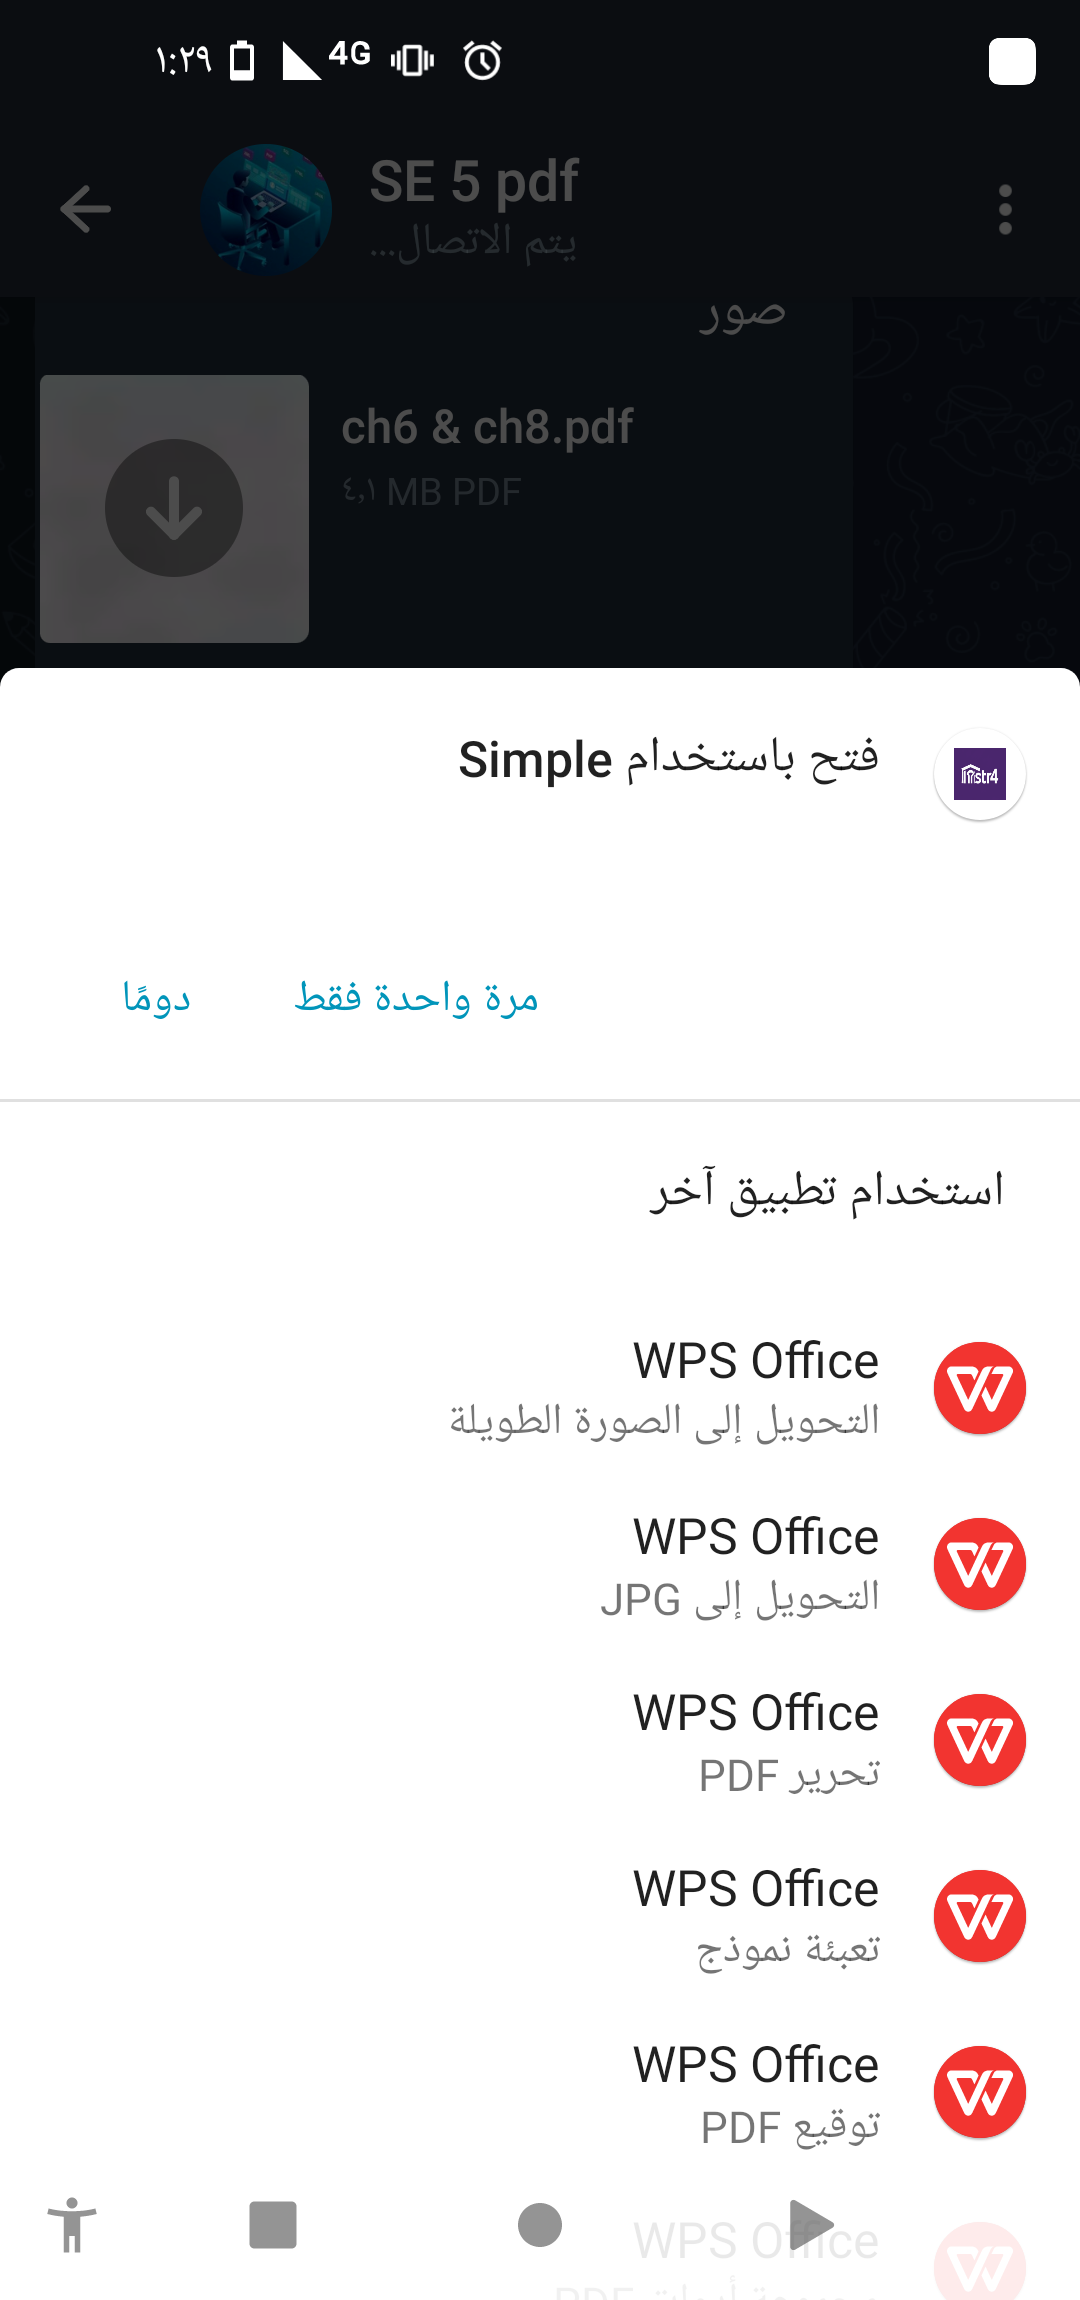 ١:٢٩ 4G
SE 5 pdf
يتم الاتصال...
صور
ch6 & ch8.pdf
٤,١ MB PDF
فتح باستخدام Simple
مرة واحدة فقط
دومًا
استخدام تطبيق آخر
WPS Office
التحويل إلى الصورة الطويلة
WPS Office
التحويل إلى JPG
WPS Office
تحرير PDF
WPS Office
تعبئة نموذج
WPS Office
توقيع PDF
WPS Office